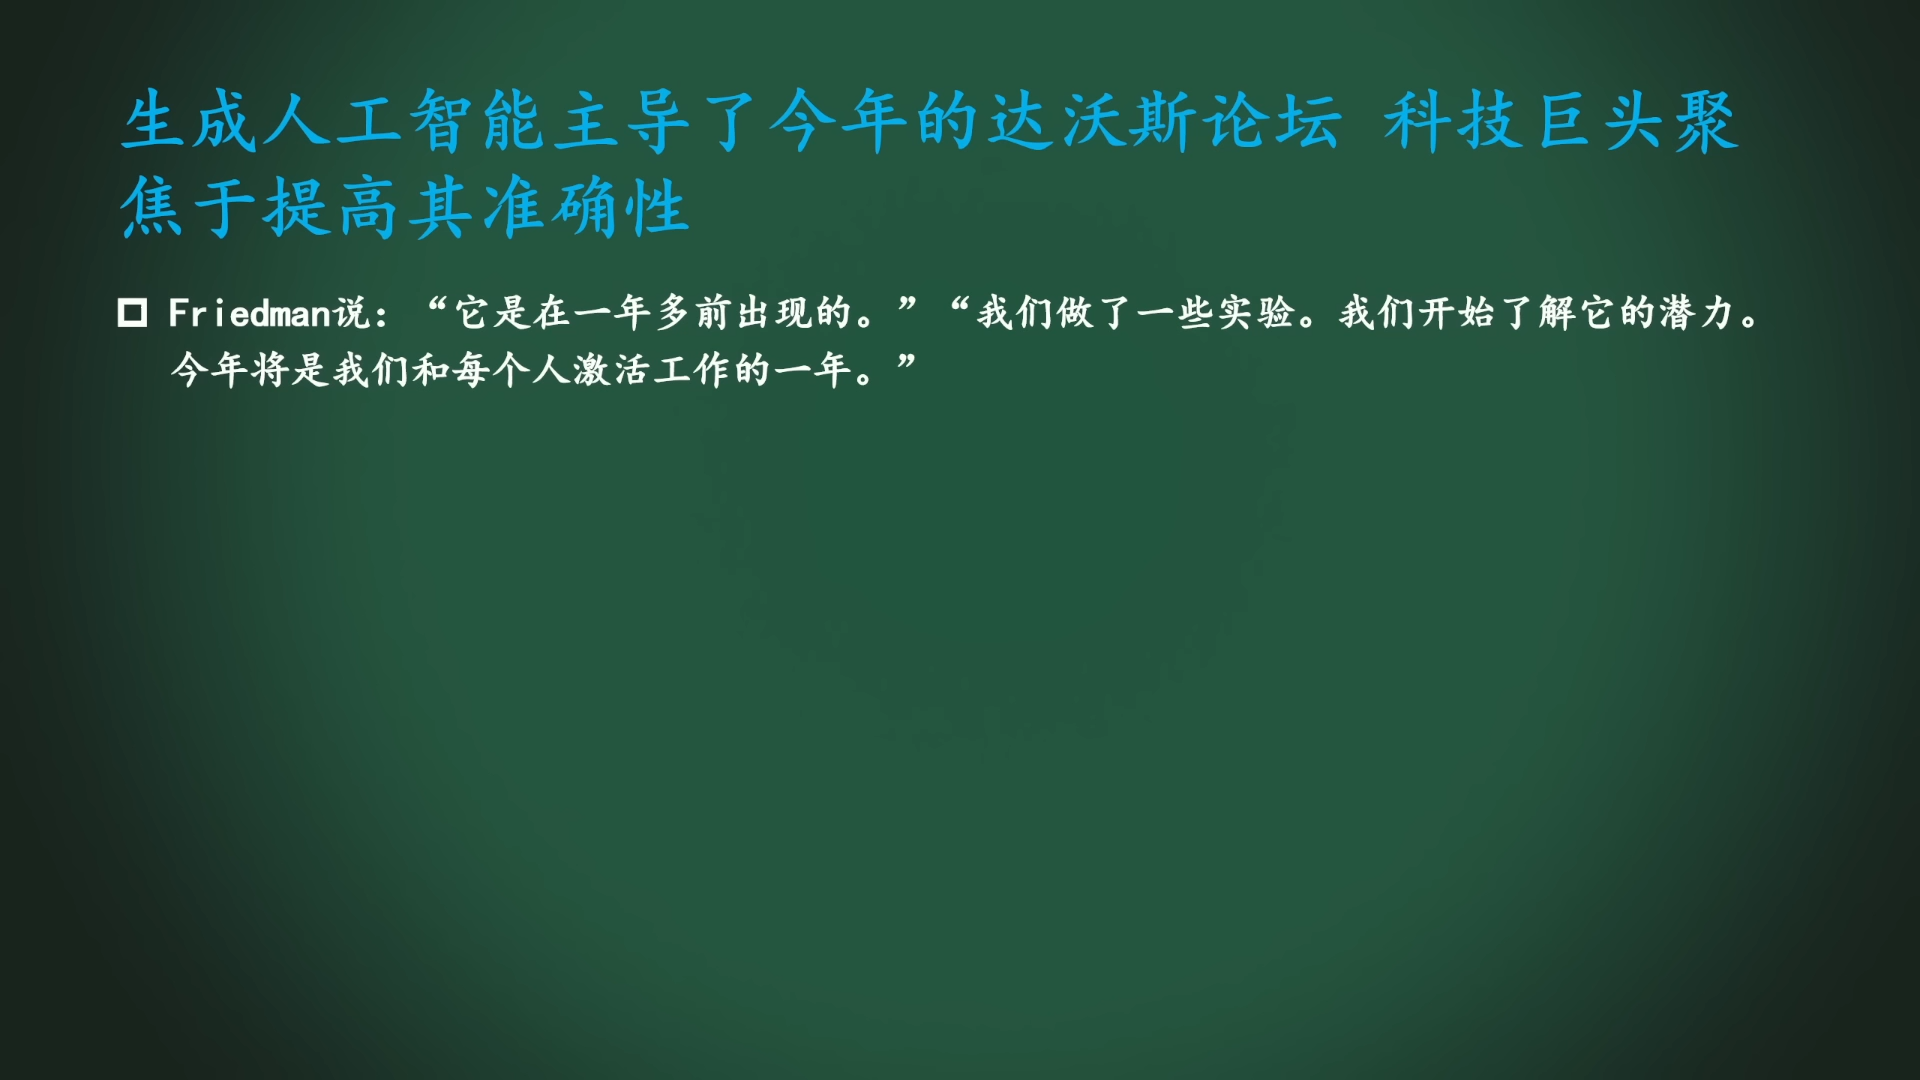 生成人工智能主导了今年的达沃斯论坛 科技巨头聚
焦于提高其准确性
Friedman说：“它是在一年多前出现的。”“我们做了一些实验。我们开始了解它的潜力。
今年将是我们和每个人激活工作的一年。”